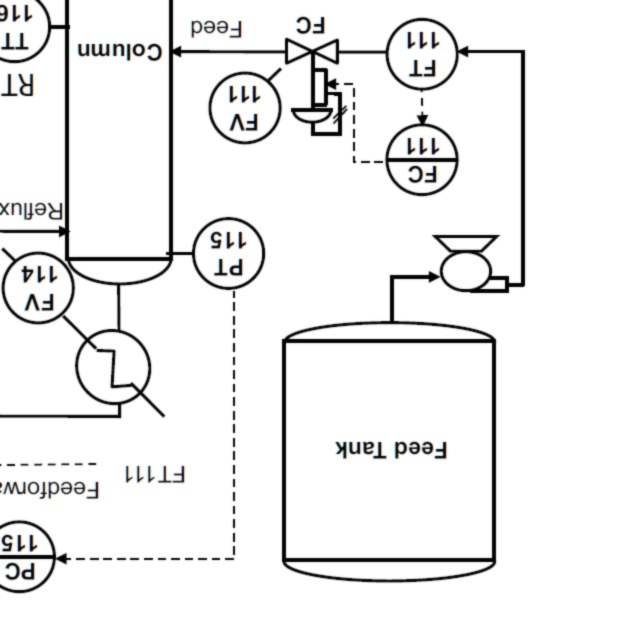 PC
115
Feedforwa
FT111
Feed Tank
FV
114
PT
115
Reflux
FC
111
FV
111
FT
111
FC
Feed
Column
RT
TT
116